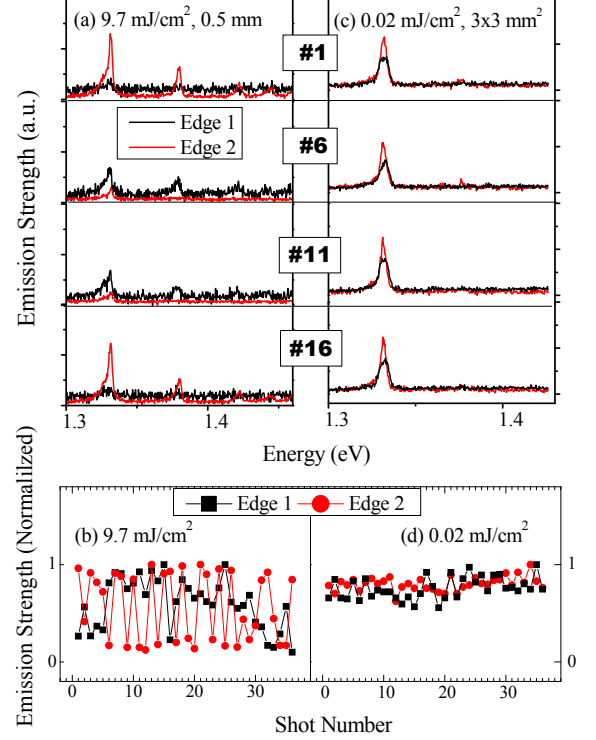 (a) 9.7 mJ/cm², 0.5 mm
(c) 0.02 mJ/cm², 3x3 mm²
#1
Edge 1
Edge 2
#6
#11
#16
Emission Strength (a.u.)
1.3 1.4
1.3 1.4
Energy (eV)
Edge 1 Edge 2
(b) 9.7 mJ/cm²
(d) 0.02 mJ/cm²
Emission Strength (Normalilzed)
1
0
1
0
0 10 20 30
0 10 20 30 40
Shot Number